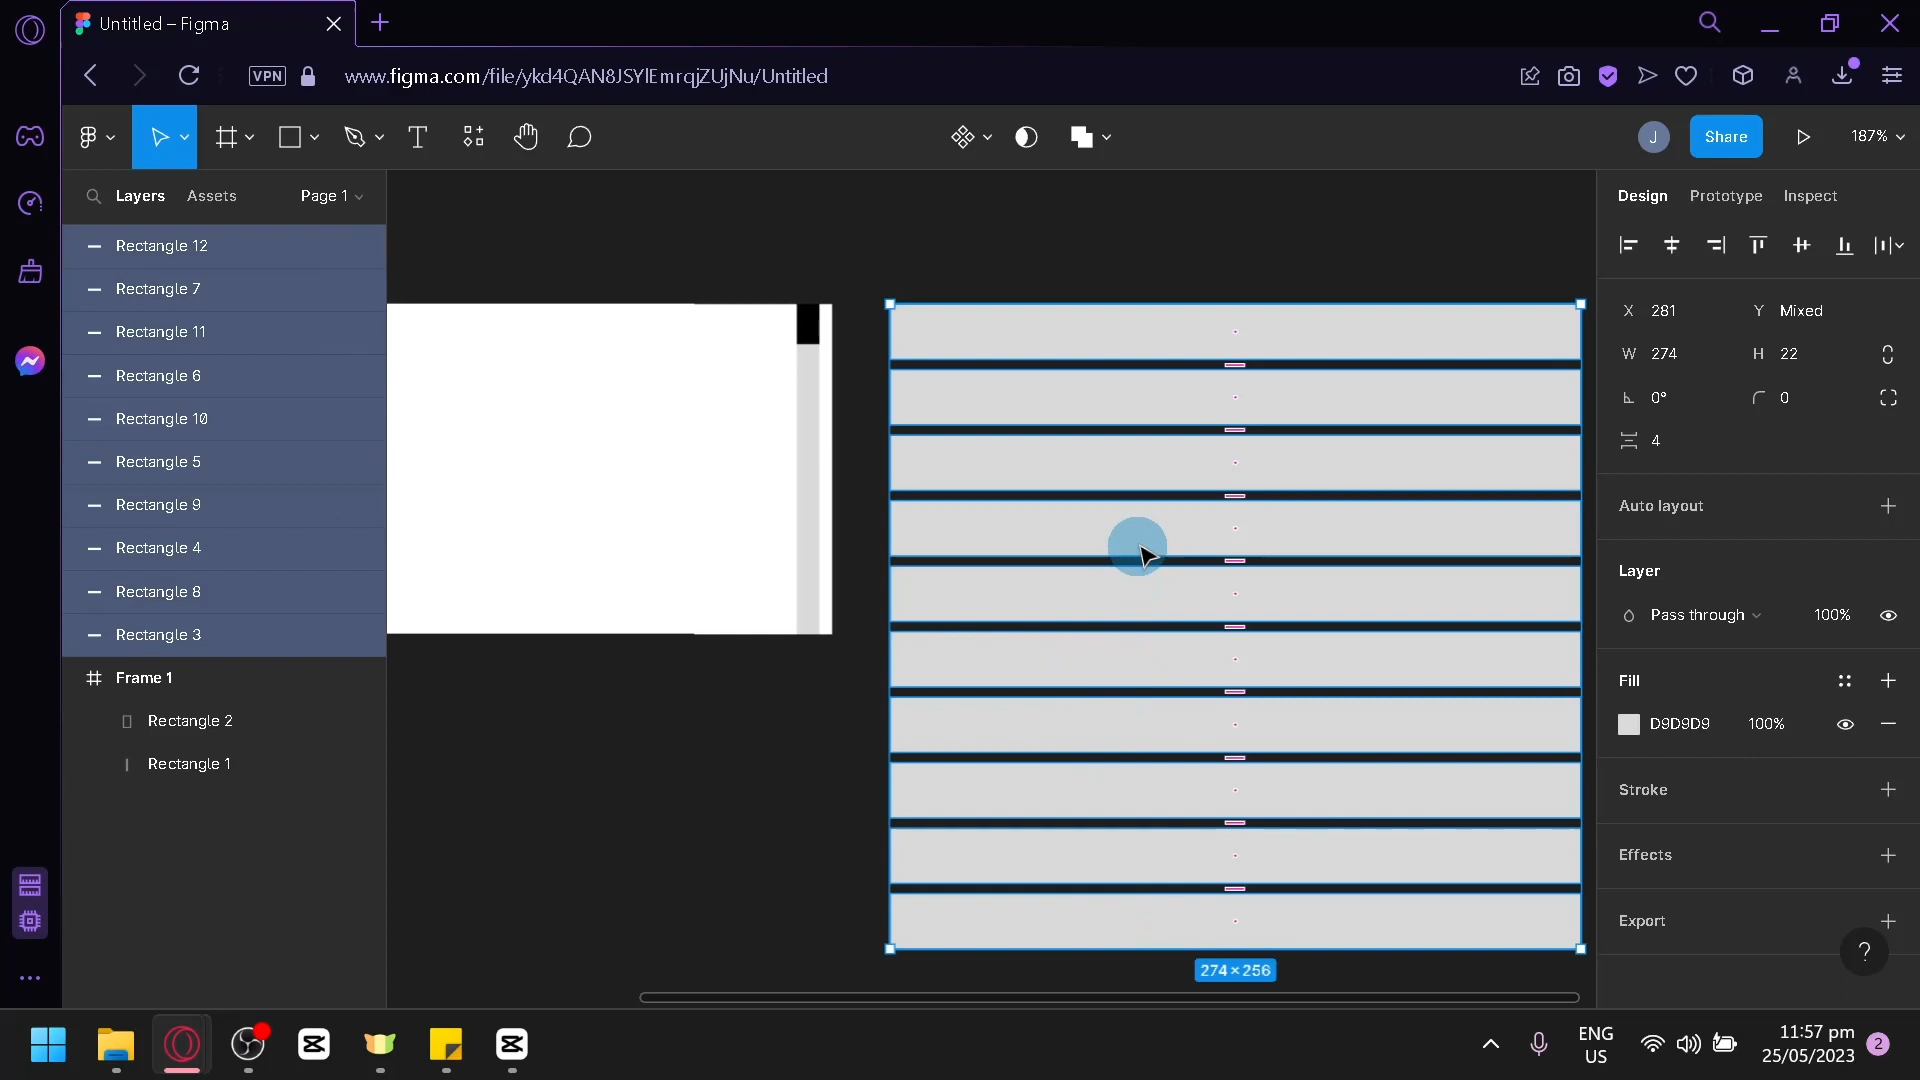 Untitled – Figma
VPN
www.figma.com/file/ykd4QAN8JSYlEmrqjZUjNu/Untitled
J
Share
187%
Layers
Assets
Page 1
Design
Prototype
Inspect
Rectangle 12
Rectangle 7
Rectangle 11
Rectangle 6
Rectangle 10
Rectangle 5
Rectangle 9
Rectangle 4
Rectangle 8
Rectangle 3
Frame 1
Rectangle 2
Rectangle 1
274 × 256
X 281
Y Mixed
W 274
H 22
0°
0
4
Auto layout
Layer
Pass through
100%
Fill
D9D9D9
100%
Stroke
Effects
Export
?
ENG
US
11:57 pm
25/05/2023
2